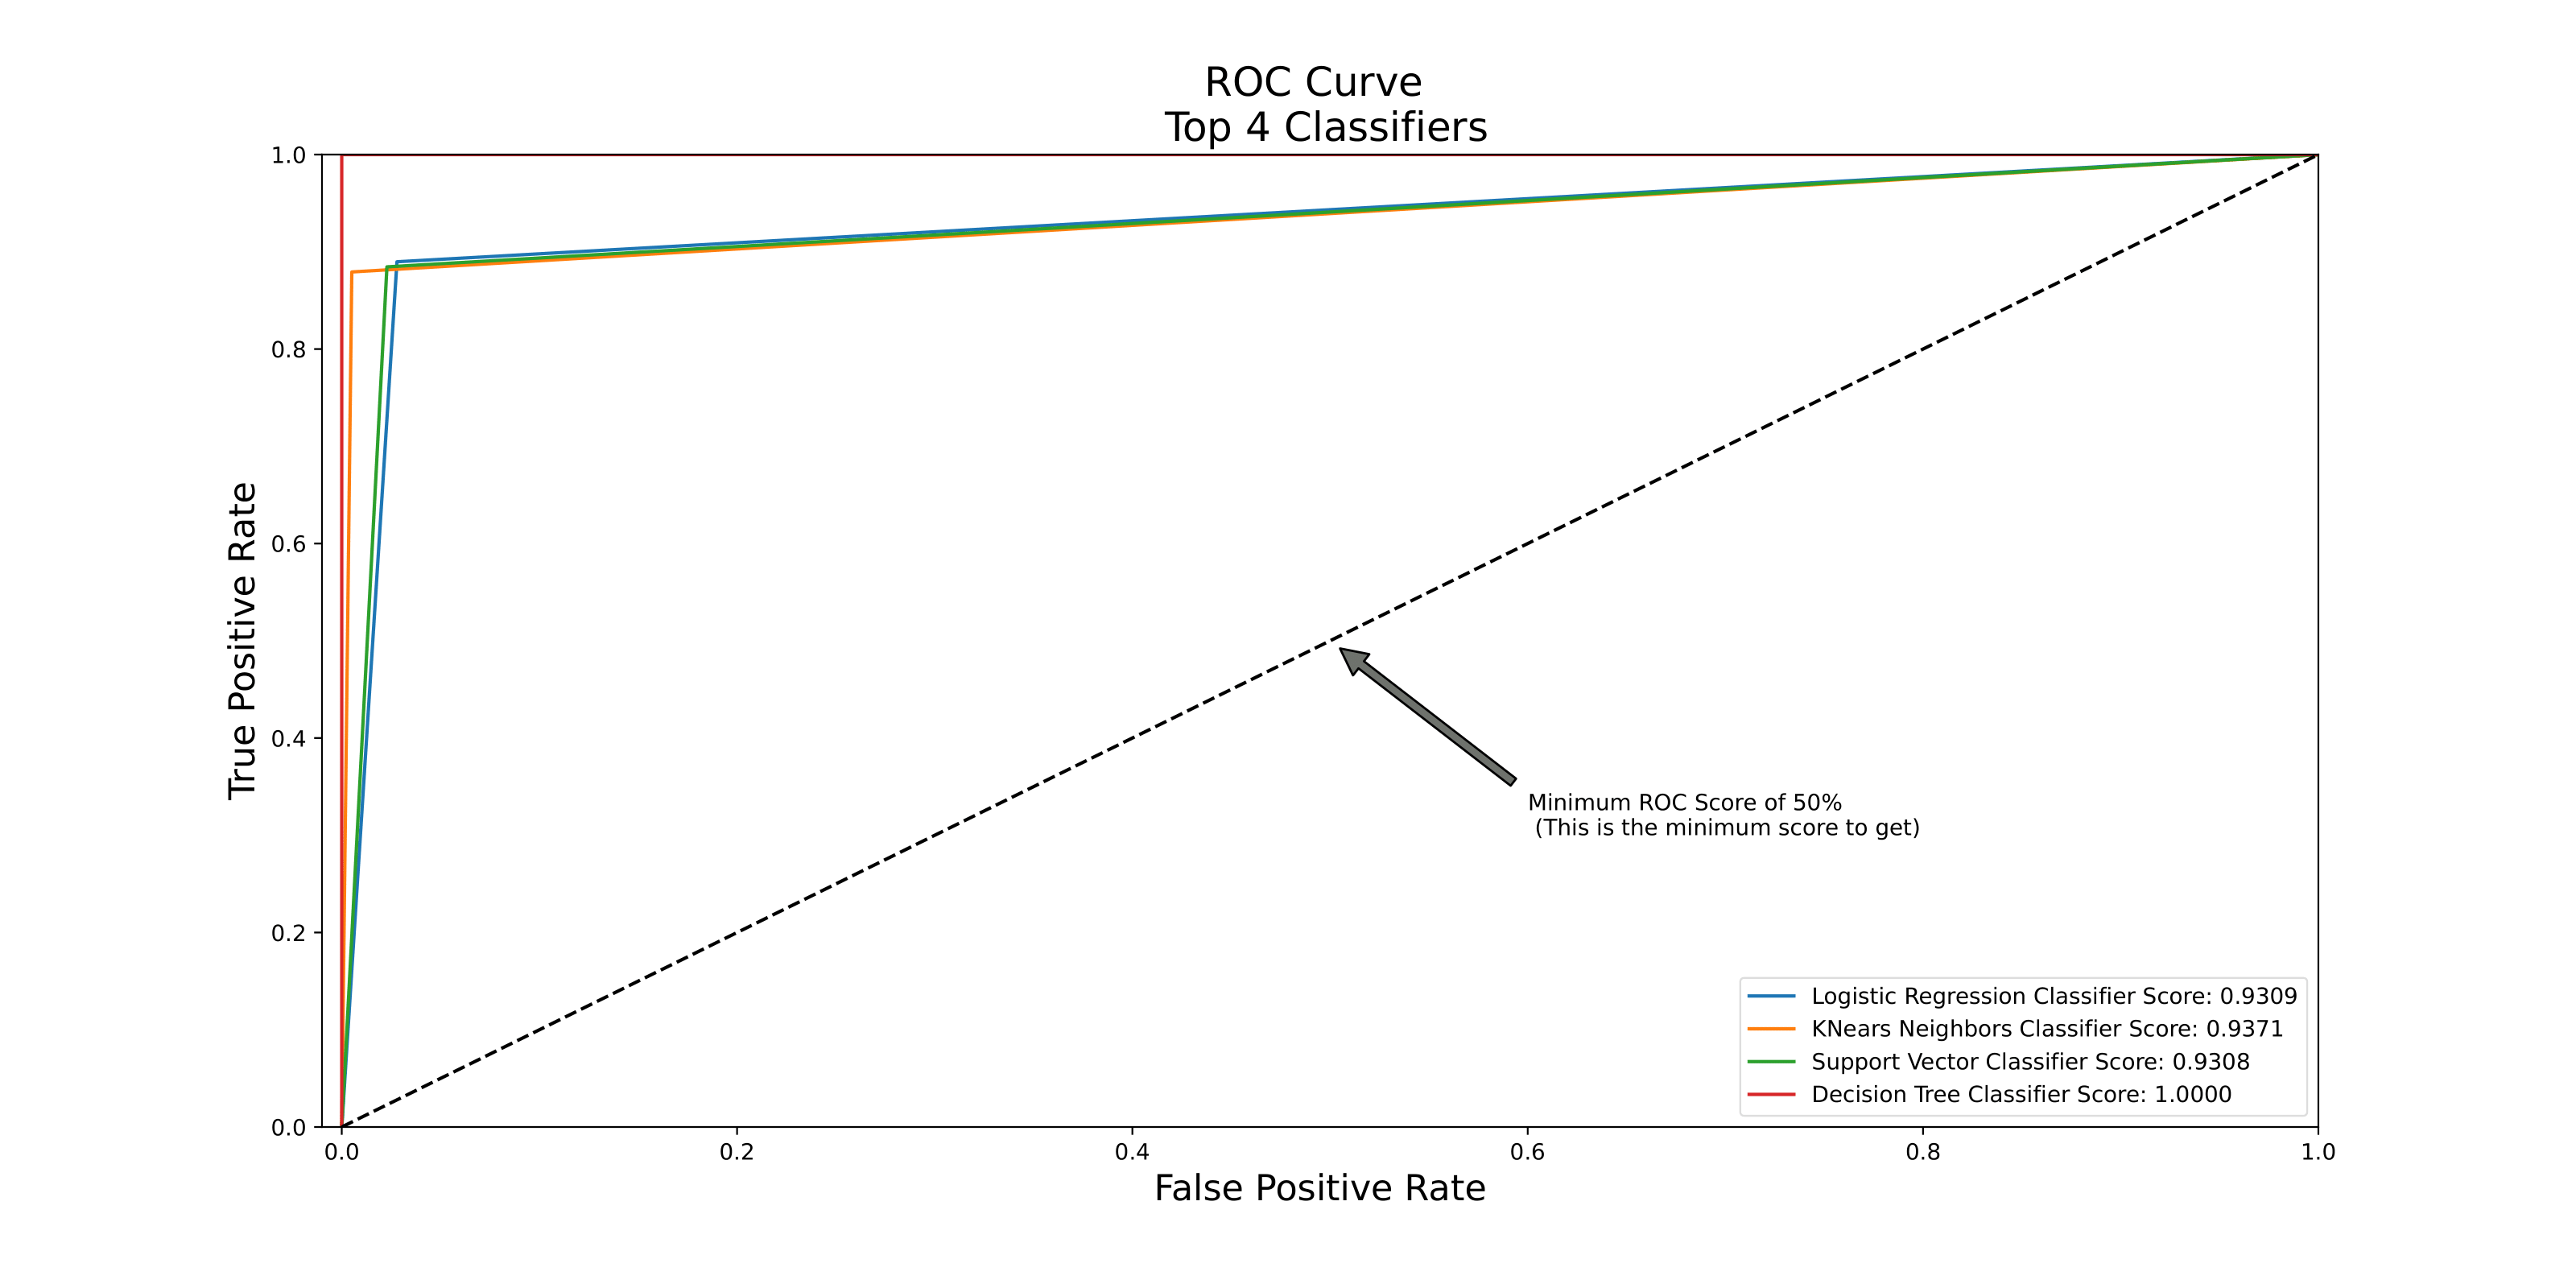 ROC Curve
Top 4 Classifiers
1.0
0.8
0.6
0.4
0.2
0.0
True Positive Rate
Minimum ROC Score of 50%
(This is the minimum score to get)
Logistic Regression Classifier Score: 0.9309
KNears Neighbors Classifier Score: 0.9371
Support Vector Classifier Score: 0.9308
Decision Tree Classifier Score: 1.0000
0.0 0.2 0.4 0.6 0.8 1.0
False Positive Rate